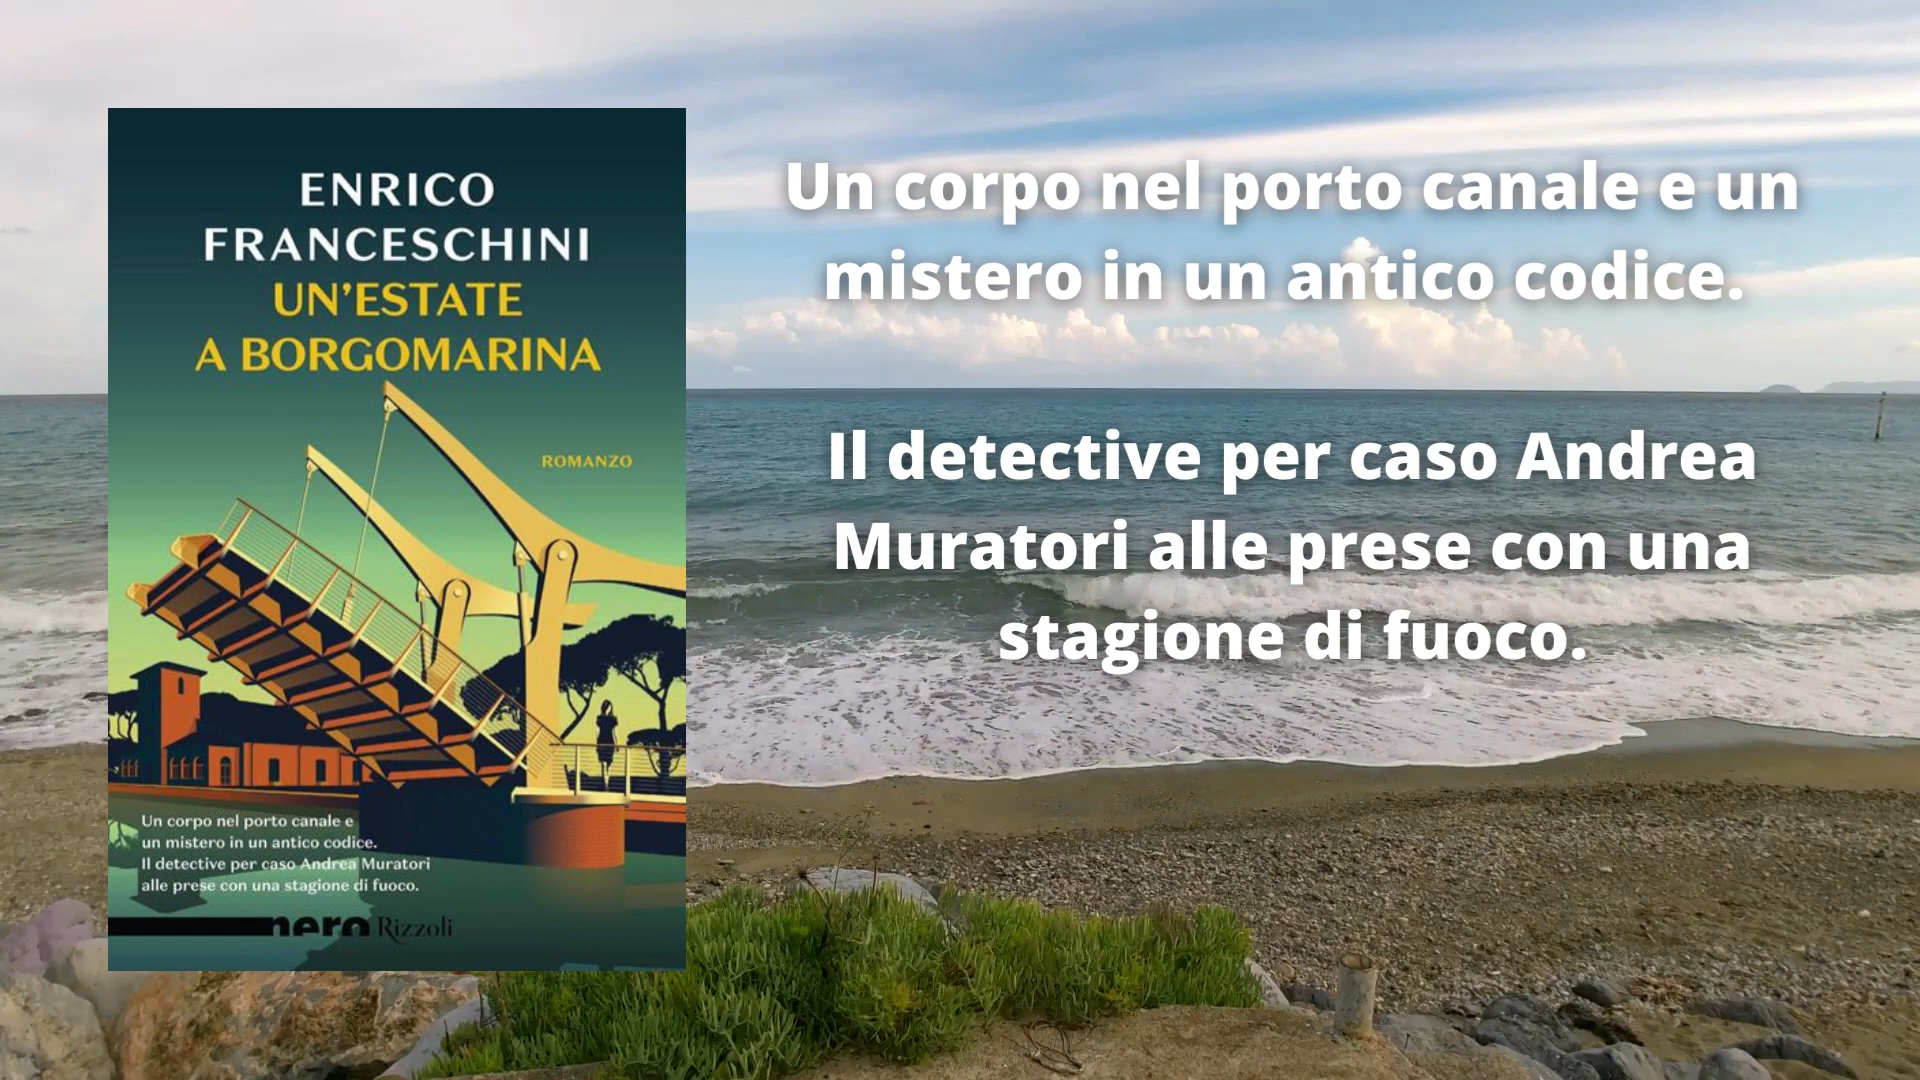 ENRICO
FRANCESCHINI
UN’ESTATE
A BORGOMARINA
ROMANZO
Un corpo nel porto canale e
un mistero in un antico codice.
Il detective per caso Andrea Muratori
alle prese con una stagione di fuoco.
nero Rizzoli
Un corpo nel porto canale e un
mistero in un antico codice.
Il detective per caso Andrea
Muratori alle prese con una
stagione di fuoco.